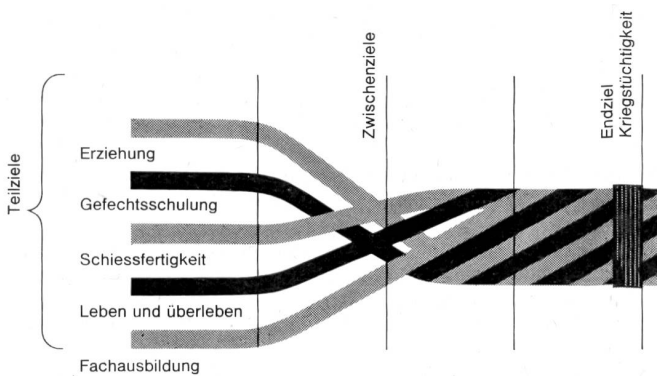 Teilziele
Erziehung
Gefechtsschulung
Schiessfertigkeit
Leben und überleben
Fachausbildung
Zwischenziele
Endziel
Kriegstüchtigkeit